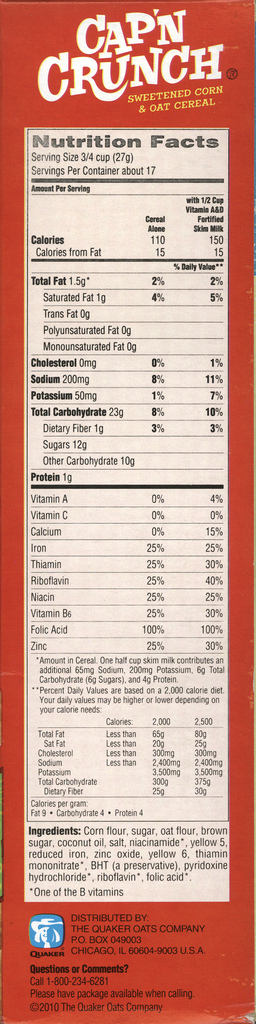 CAP'N
CRUNCH®
SWEETENED CORN
& OAT CEREAL
Nutrition Facts
Serving Size 3/4 cup (27g)
Servings Per Container about 17
Amount Per Serving
Cereal Alone with 1/2 Cup Vitamin A&D Fortified Skim Milk
Calories 110 150
Calories from Fat 15 15
% Daily Value**
Total Fat 1.5g* 2% 2%
Saturated Fat 1g 4% 5%
Trans Fat 0g
Polyunsaturated Fat 0g
Monounsaturated Fat 0g
Cholesterol 0mg 0% 1%
Sodium 200mg 8% 11%
Potassium 50mg 1% 7%
Total Carbohydrate 23g 8% 10%
Dietary Fiber 1g 3% 3%
Sugars 12g
Other Carbohydrate 10g
Protein 1g
Vitamin A 0% 4%
Vitamin C 0% 0%
Calcium 0% 15%
Iron 25% 25%
Thiamin 25% 30%
Riboflavin 25% 40%
Niacin 25% 25%
Vitamin B6 25% 30%
Folic Acid 100% 100%
Zinc 25% 30%
*Amount in Cereal. One half cup skim milk contributes an
additional 65mg Sodium, 200mg Potassium, 6g Total
Carbohydrate (6g Sugars), and 4g Protein.
**Percent Daily Values are based on a 2,000 calorie diet.
Your daily values may be higher or lower depending on
your calorie needs:
Calories: 2,000 2,500
Total Fat Less than 65g 80g
Sat Fat Less than 20g 25g
Cholesterol Less than 300mg 300mg
Sodium Less than 2,400mg 2,400mg
Potassium 3,500mg 3,500mg
Total Carbohydrate 300g 375g
Dietary Fiber 25g 30g
Calories per gram:
Fat 9 • Carbohydrate 4 • Protein 4
Ingredients: Corn flour, sugar, oat flour, brown
sugar, coconut oil, salt, niacinamide*, yellow 5,
reduced iron, zinc oxide, yellow 6, thiamin
mononitrate*, BHT (a preservative), pyridoxine
hydrochloride*, riboflavin*, folic acid*.
*One of the B vitamins
QUAKER
DISTRIBUTED BY:
THE QUAKER OATS COMPANY
P.O. BOX 049003
CHICAGO, IL 60604-9003 U.S.A.
Questions or Comments?
Call 1-800-234-6281
Please have package available when calling.
©2010 The Quaker Oats Company